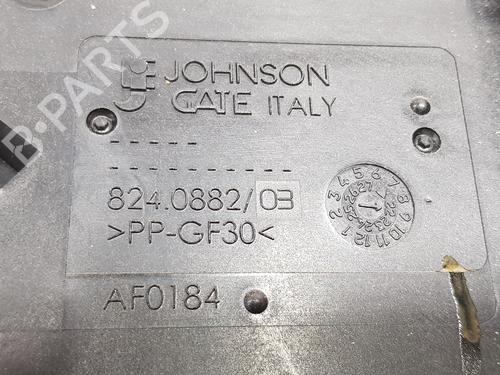 JOHNSON
GATE ITALY
- - - - -
- - - - - - - - - -
824.0882/03
>PP-GF30<
AF0184
B-PARTS